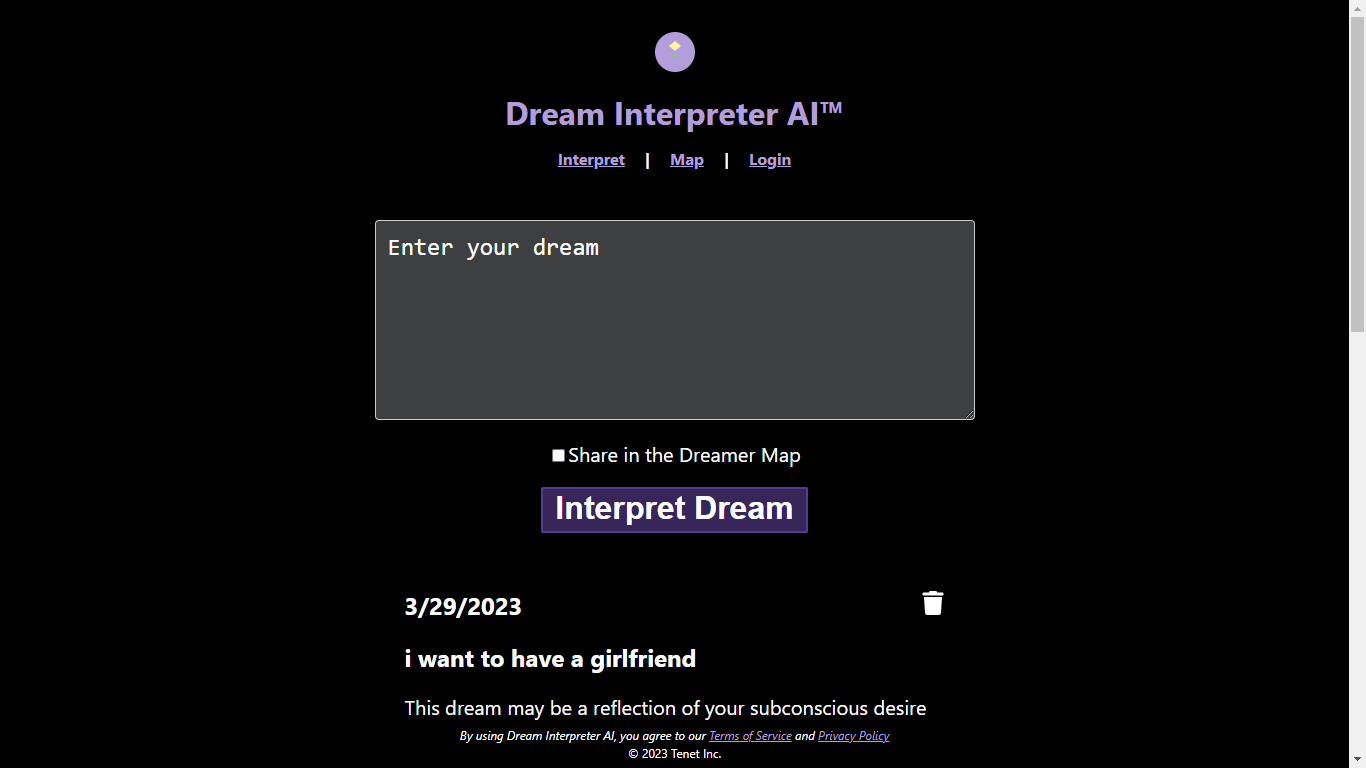 Dream Interpreter AI™
Interpret | Map | Login
Enter your dream
Share in the Dreamer Map
Interpret Dream
3/29/2023
i want to have a girlfriend
This dream may be a reflection of your subconscious desire
By using Dream Interpreter AI, you agree to our Terms of Service and Privacy Policy
© 2023 Tenet Inc.